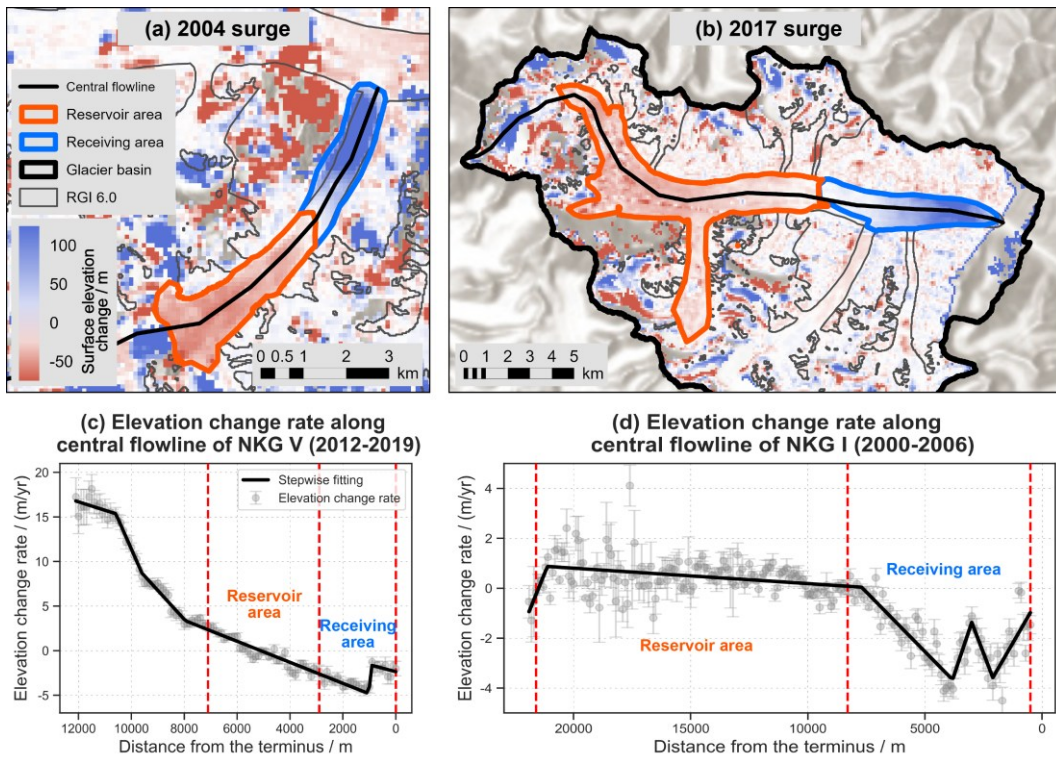 (a) 2004 surge
Central flowline
Reservoir area
Receiving area
Glacier basin
RGI 6.0
100
50
0
-50
Surface elevation
change / m
0 0.5 1 2 3
km
(b) 2017 surge
0 1 2 3 4 5
km
(c) Elevation change rate along
central flowline of NKG V (2012-2019)
Stepwise fitting
Elevation change rate
Reservoir
area
Receiving
area
20
15
10
5
0
-5
Elevation change rate / (m/yr)
12000 10000 8000 6000 4000 2000 0
Distance from the terminus / m
(d) Elevation change rate along
central flowline of NKG I (2000-2006)
Receiving area
Reservoir area
4
2
0
-2
-4
Elevation change rate / (m/yr)
20000 15000 10000 5000 0
Distance from the terminus / m